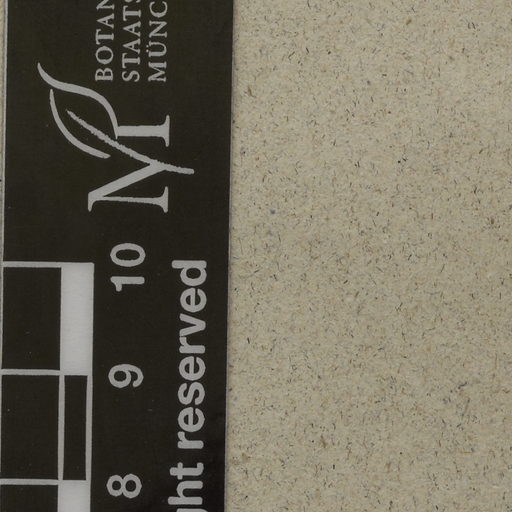 BOTAN
STAATS
MÜNC
M
10
9
8
ght reserved